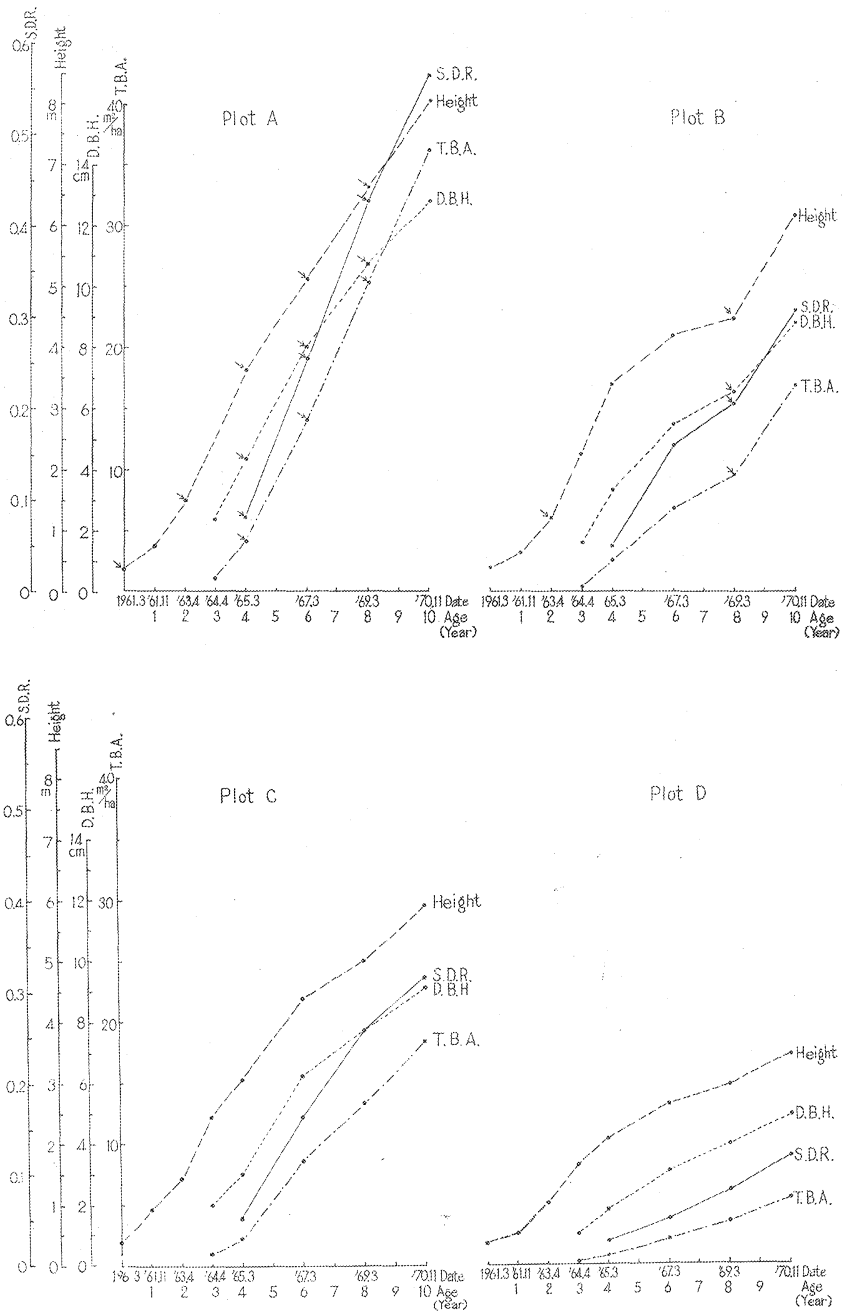 S.D.R.
Height
T.B.A.
D.B.H.
0.6
0.5
0.4
0.3
0.2
0.1
0
8
m
7
6
5
4
3
2
1
0
14
cm
12
10
8
6
4
2
0
40
m²/ha
30
20
10
Plot A
S.D.R.
Height
T.B.A.
D.B.H.
1961.3 '61.11 '63.4 '64.4 '65.3 '67.3 '69.3 '70.11 Date
1 2 3 4 5 6 7 8 9 10 Age
(Year)
Plot B
Height
S.D.R.
D.B.H.
T.B.A.
1961.3 '61.11 '63.4 '64.4 '65.3 '67.3 '69.3 '70.11 Date
1 2 3 4 5 6 7 8 9 10 Age
(Year)
S.D.R.
Height
T.B.A.
D.B.H.
0.6
0.5
0.4
0.3
0.2
0.1
0
8
m
7
6
5
4
3
2
1
0
14
cm
12
10
8
6
4
2
0
40
m²/ha
30
20
10
Plot C
Height
S.D.R.
D.B.H
T.B.A.
'61.11 '63.4 '64.4 '65.3 '67.3 '69.3 '70.11 Date
1 2 3 4 5 6 7 8 9 10 Age
(Year)
Plot D
Height
D.B.H.
S.D.R.
T.B.A.
1961.3 '61.11 '63.4 '64.4 '65.3 '67.3 '69.3 '70.11 Date
1 2 3 4 5 6 7 8 9 10 Age
(Year)